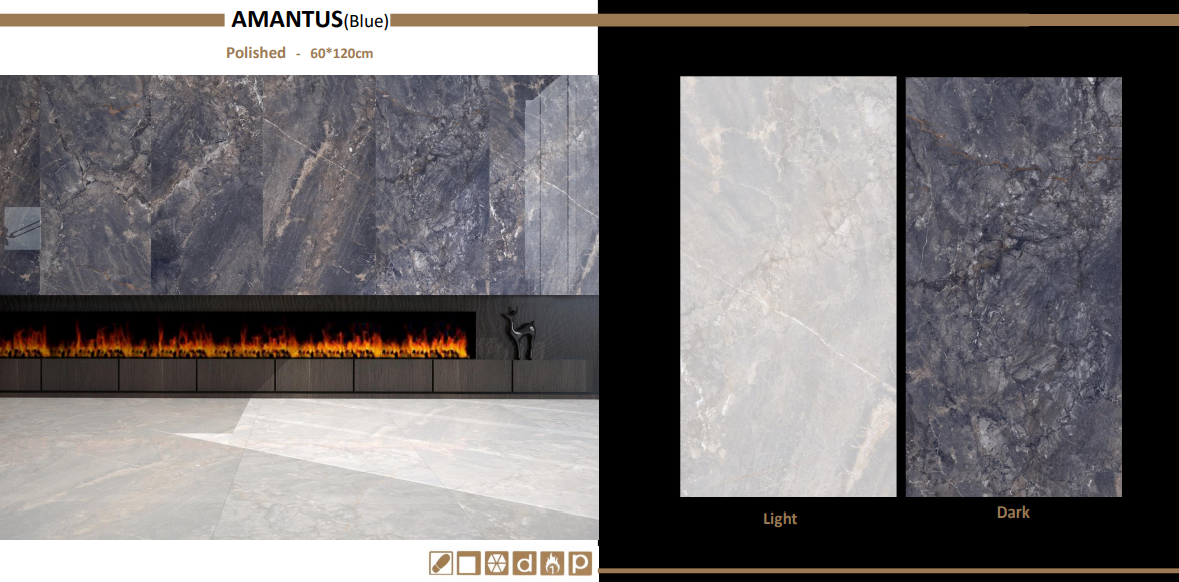 AMANTUS(Blue)
Polished - 60*120cm
Light
Dark
d
p